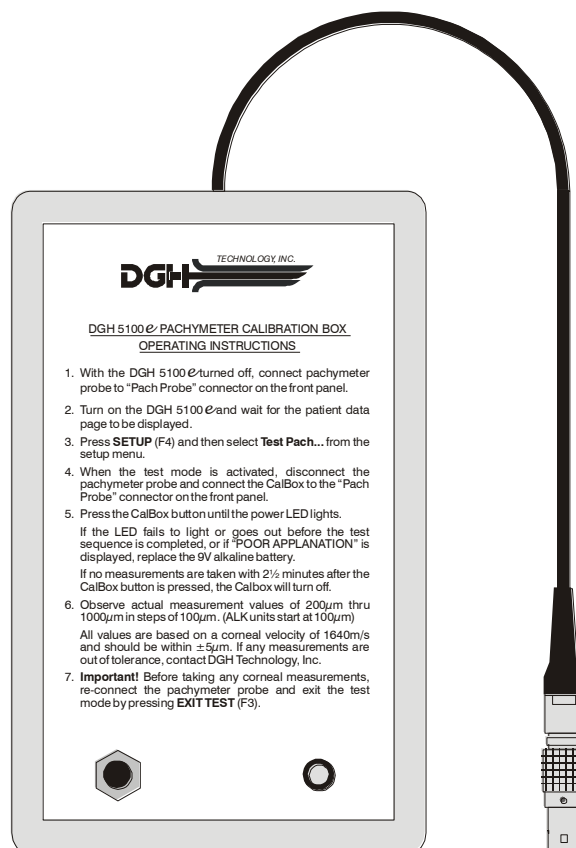 TECHNOLOGY, INC.
DGH
DGH 5100e PACHYMETER CALIBRATION BOX
OPERATING INSTRUCTIONS
1. With the DGH 5100e turned off, connect pachymeter
probe to "Pach Probe" connector on the front panel.
2. Turn on the DGH 5100e and wait for the patient data
page to be displayed.
3. Press SETUP (F4) and then select Test Pach... from the
setup menu.
4. When the test mode is activated, disconnect the
pachymeter probe and connect the CalBox to the "Pach
Probe" connector on the front panel.
5. Press the CalBox button until the power LED lights.
If the LED fails to light or goes out before the test
sequence is completed, or if "POOR APPLANATION" is
displayed, replace the 9V alkaline battery.
If no measurements are taken with 2½ minutes after the
CalBox button is pressed, the Calbox will turn off.
6. Observe actual measurement values of 200µm thru
1000µm in steps of 100µm. (ALK units start at 100µm)
All values are based on a corneal velocity of 1640m/s
and should be within ±5µm. If any measurements are
out of tolerance, contact DGH Technology, Inc.
7. Important! Before taking any corneal measurements,
re-connect the pachymeter probe and exit the test
mode by pressing EXIT TEST (F3).